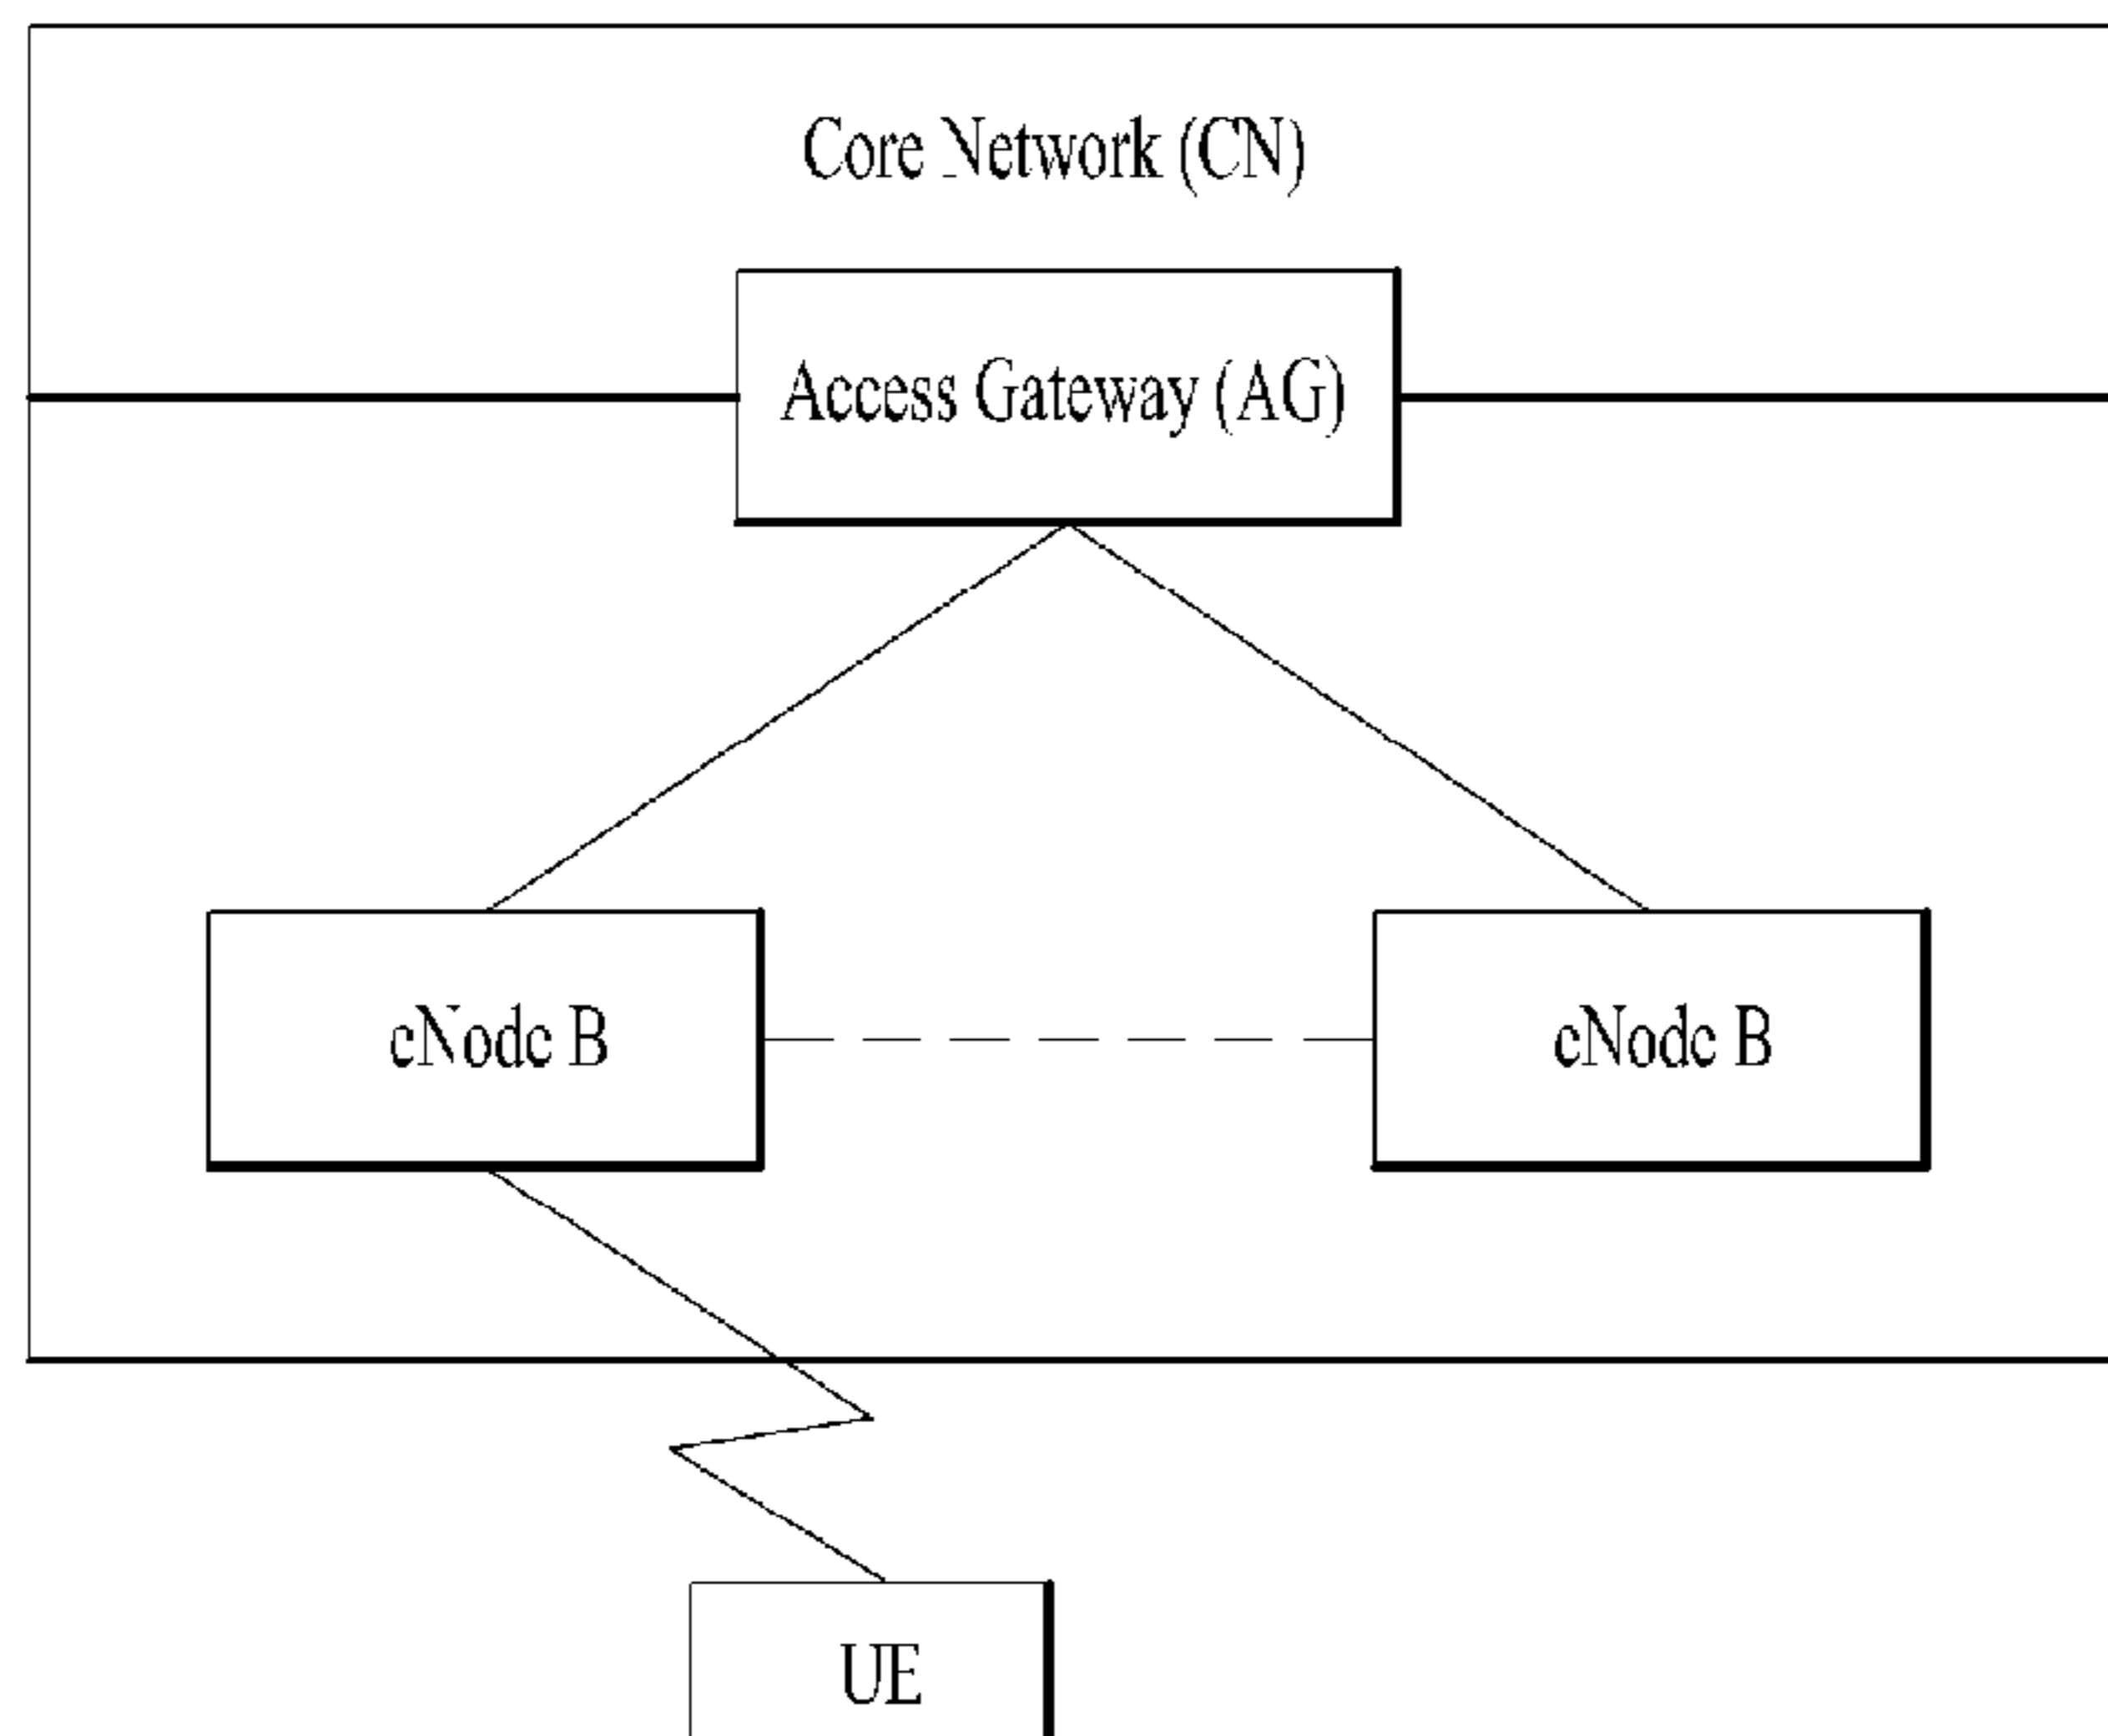 Core Network (CN)
Access Gateway (AG)
eNode B
eNode B
UE